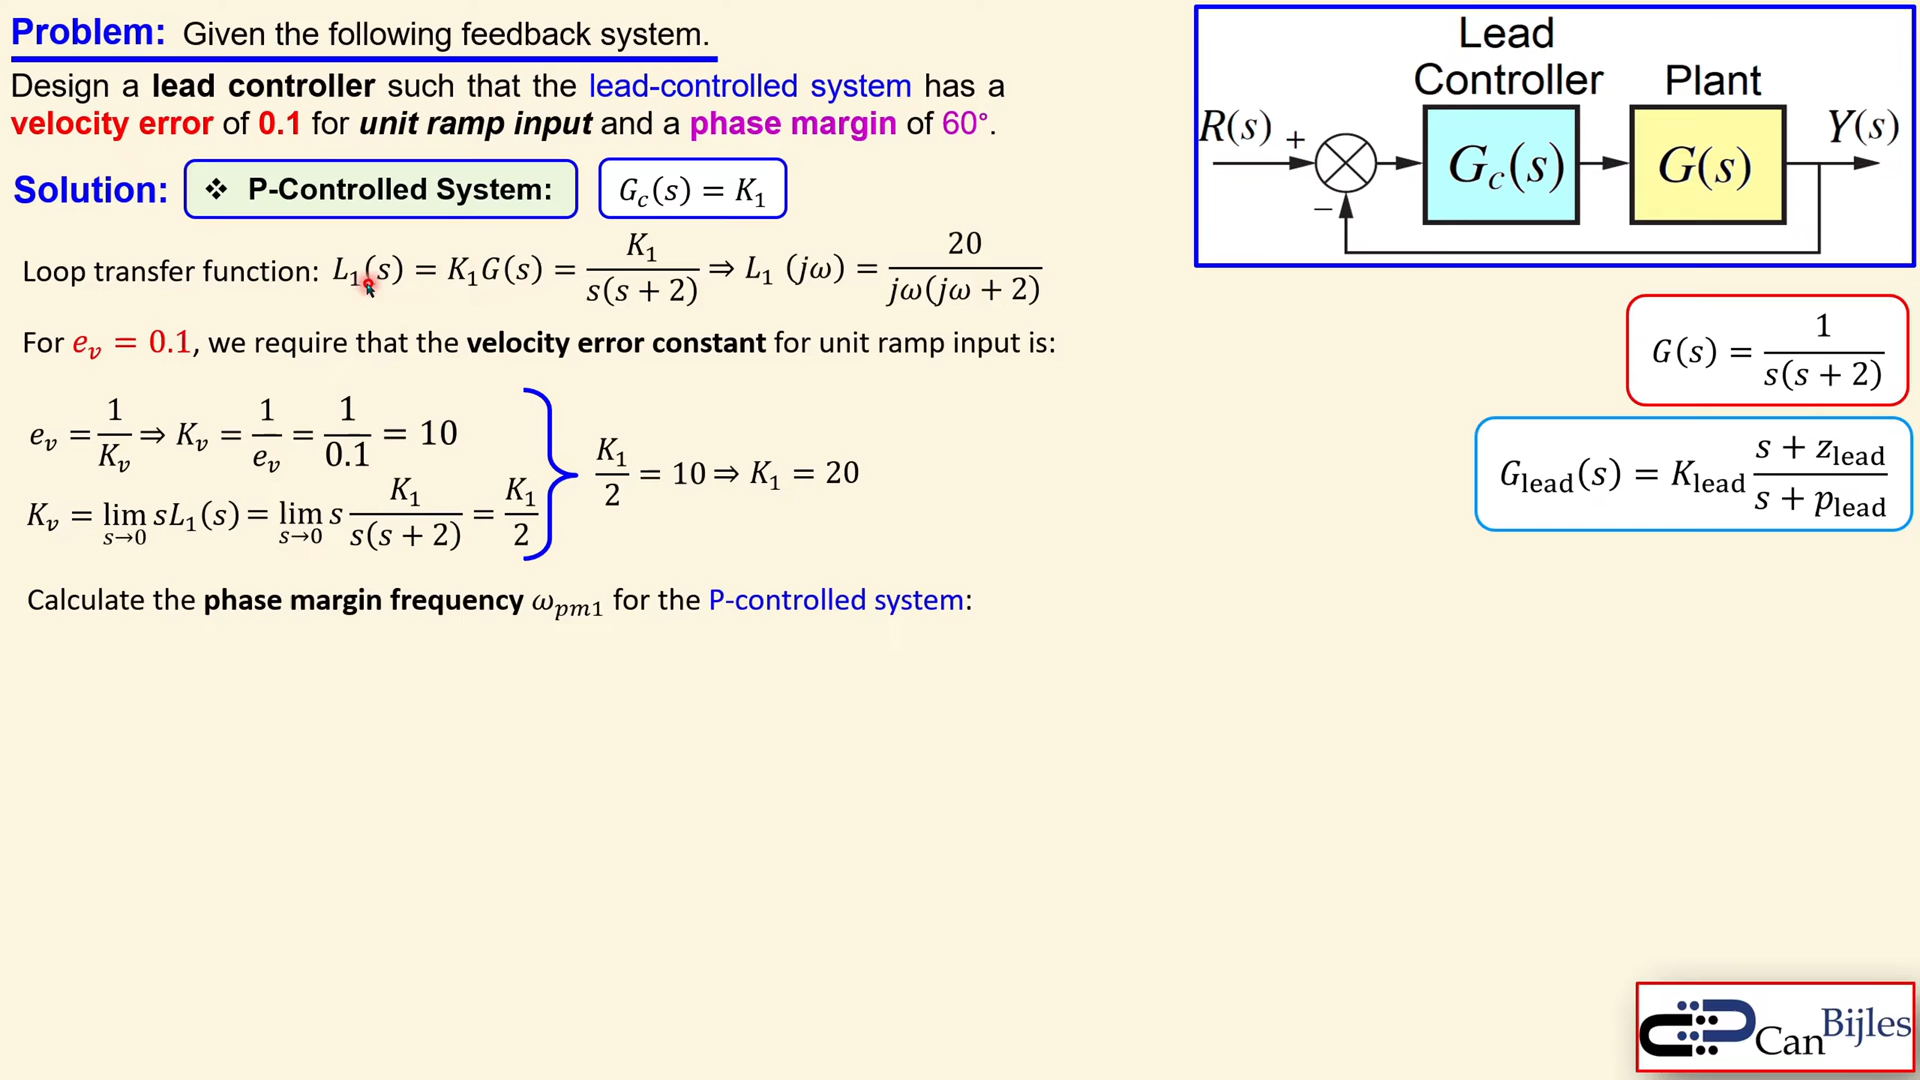 Problem: Given the following feedback system.
Design a lead controller such that the lead-controlled system has a
velocity error of 0.1 for unit ramp input and a phase margin of 60°.
Solution: ❖ P-Controlled System: G_c(s) = K_1
Loop transfer function: L_1(s) = K_1G(s) = K_1 / s(s + 2) ⇒ L_1 (jω) = 20 / jω(jω + 2)
For e_v = 0.1, we require that the velocity error constant for unit ramp input is:
e_v = 1/K_v ⇒ K_v = 1/e_v = 1/0.1 = 10
K_v = lim s→0 sL_1(s) = lim s→0 s K_1 / s(s + 2) = K_1/2
K_1/2 = 10 ⇒ K_1 = 20
Calculate the phase margin frequency ω_pm1 for the P-controlled system:
Lead
Controller
Plant
R(s)
+
−
G_c(s)
G(s)
Y(s)
G(s) = 1 / s(s + 2)
G_lead(s) = K_lead (s + z_lead) / (s + p_lead)
Can Bijles